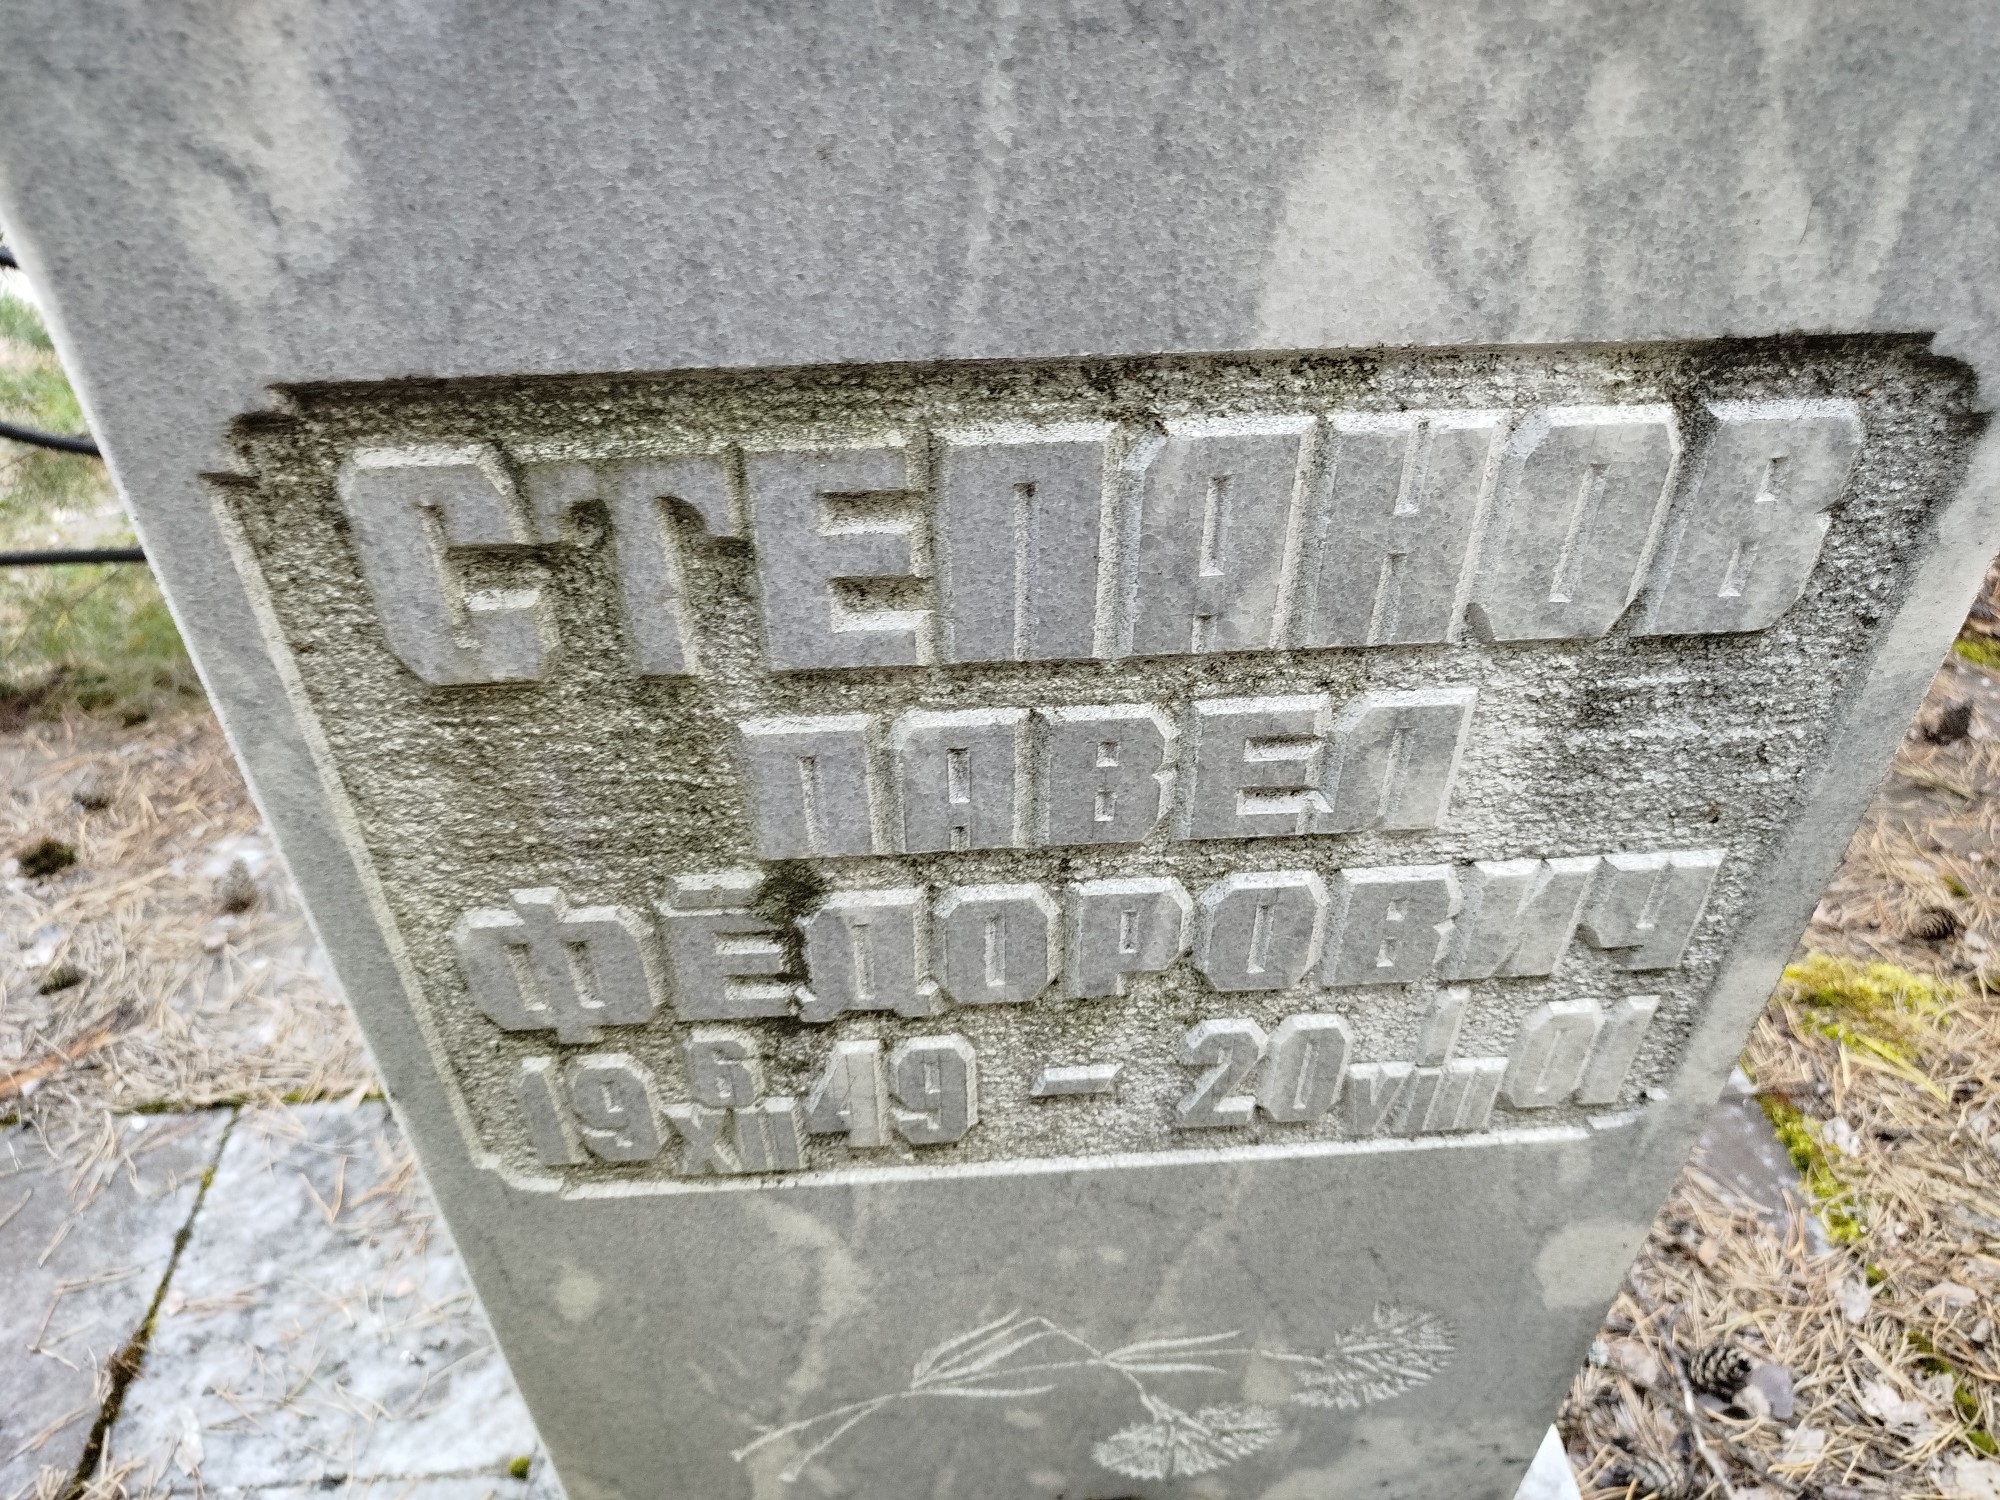 СТЕПАНОВ
ПАВЕЛ
ФЁДОРОВИЧ
19 6/XII 49 – 20 1/VIII 01